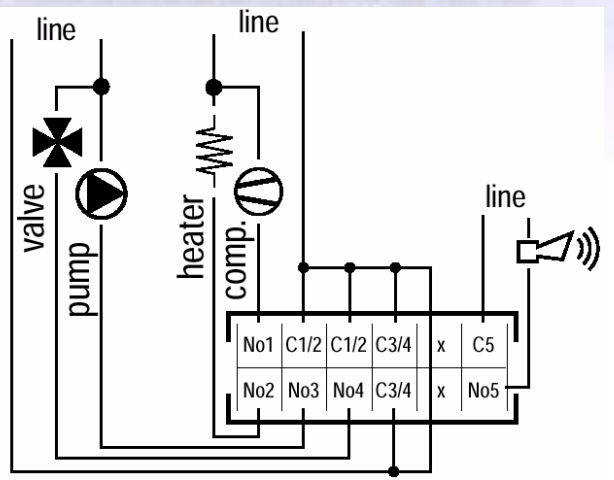 line
line
valve
pump
heater
comp.
line
No1 C1/2 C1/2 C3/4 x C5
No2 No3 No4 C3/4 x No5